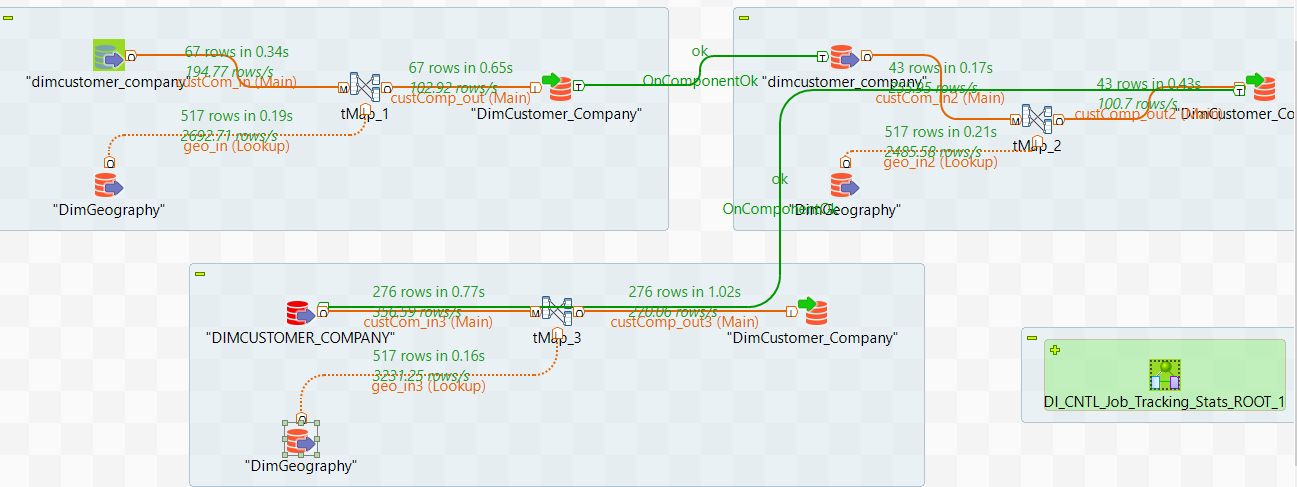 67 rows in 0.34s
194.77 rows/s
custCom_in (Main)
"dimcustomer_company"
67 rows in 0.65s
102.92 rows/s
custComp_out (Main)
tMap_1
"DimCustomer_Company"
517 rows in 0.19s
2692.71 rows/s
geo_in (Lookup)
"DimGeography"
ok
OnComponentOk
"dimcustomer_company"
43 rows in 0.17s
custCom_in2 (Main)
43 rows in 0.43s
100.7 rows/s
custComp_out2 (Main)
"DimCustomer_Co
tMap_2
517 rows in 0.21s
2485.58 rows/s
geo_in2 (Lookup)
"DimGeography"
ok
OnComponentOk
276 rows in 0.77s
356.59 rows/s
custCom_in3 (Main)
"DIMCUSTOMER_COMPANY"
276 rows in 1.02s
270.06 rows/s
custComp_out3 (Main)
tMap_3
"DimCustomer_Company"
517 rows in 0.16s
3231.25 rows/s
geo_in3 (Lookup)
"DimGeography"
DI_CNTL_Job_Tracking_Stats_ROOT_1